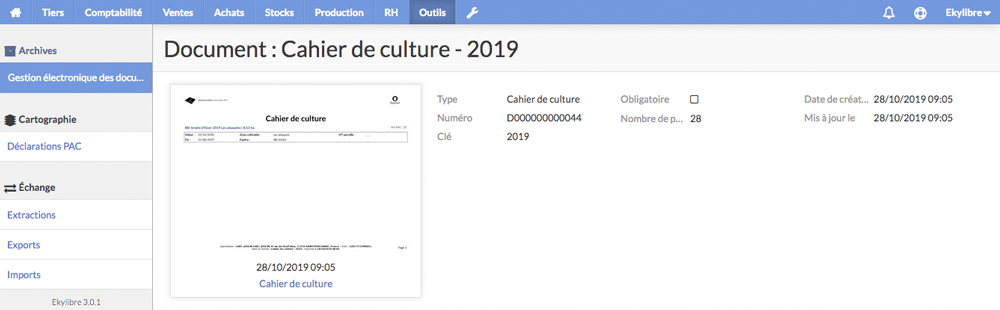 Tiers Comptabilité Ventes Achats Stocks Production RH Outils Ekylibre
Archives
Gestion électronique des docu...
Cartographie
Déclarations PAC
Échange
Extractions
Exports
Imports
Ekylibre 3.0.1
Document : Cahier de culture - 2019
Cahier de culture
28/10/2019 09:05
Cahier de culture
Type Cahier de culture
Numéro D000000000044
Clé 2019
Obligatoire
Nombre de p... 28
Date de créat... 28/10/2019 09:05
Mis à jour le 28/10/2019 09:05